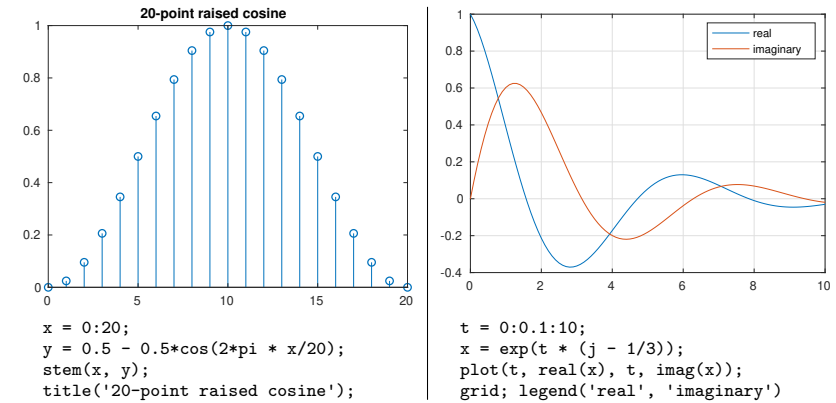 20-point raised cosine
1
0.8
0.6
0.4
0.2
0
0 5 10 15 20
x = 0:20;
y = 0.5 - 0.5*cos(2*pi * x/20);
stem(x, y);
title('20-point raised cosine');
1
0.8
0.6
0.4
0.2
0
-0.2
-0.4
real
imaginary
0 2 4 6 8 10
t = 0:0.1:10;
x = exp(t * (j - 1/3));
plot(t, real(x), t, imag(x));
grid; legend('real', 'imaginary')